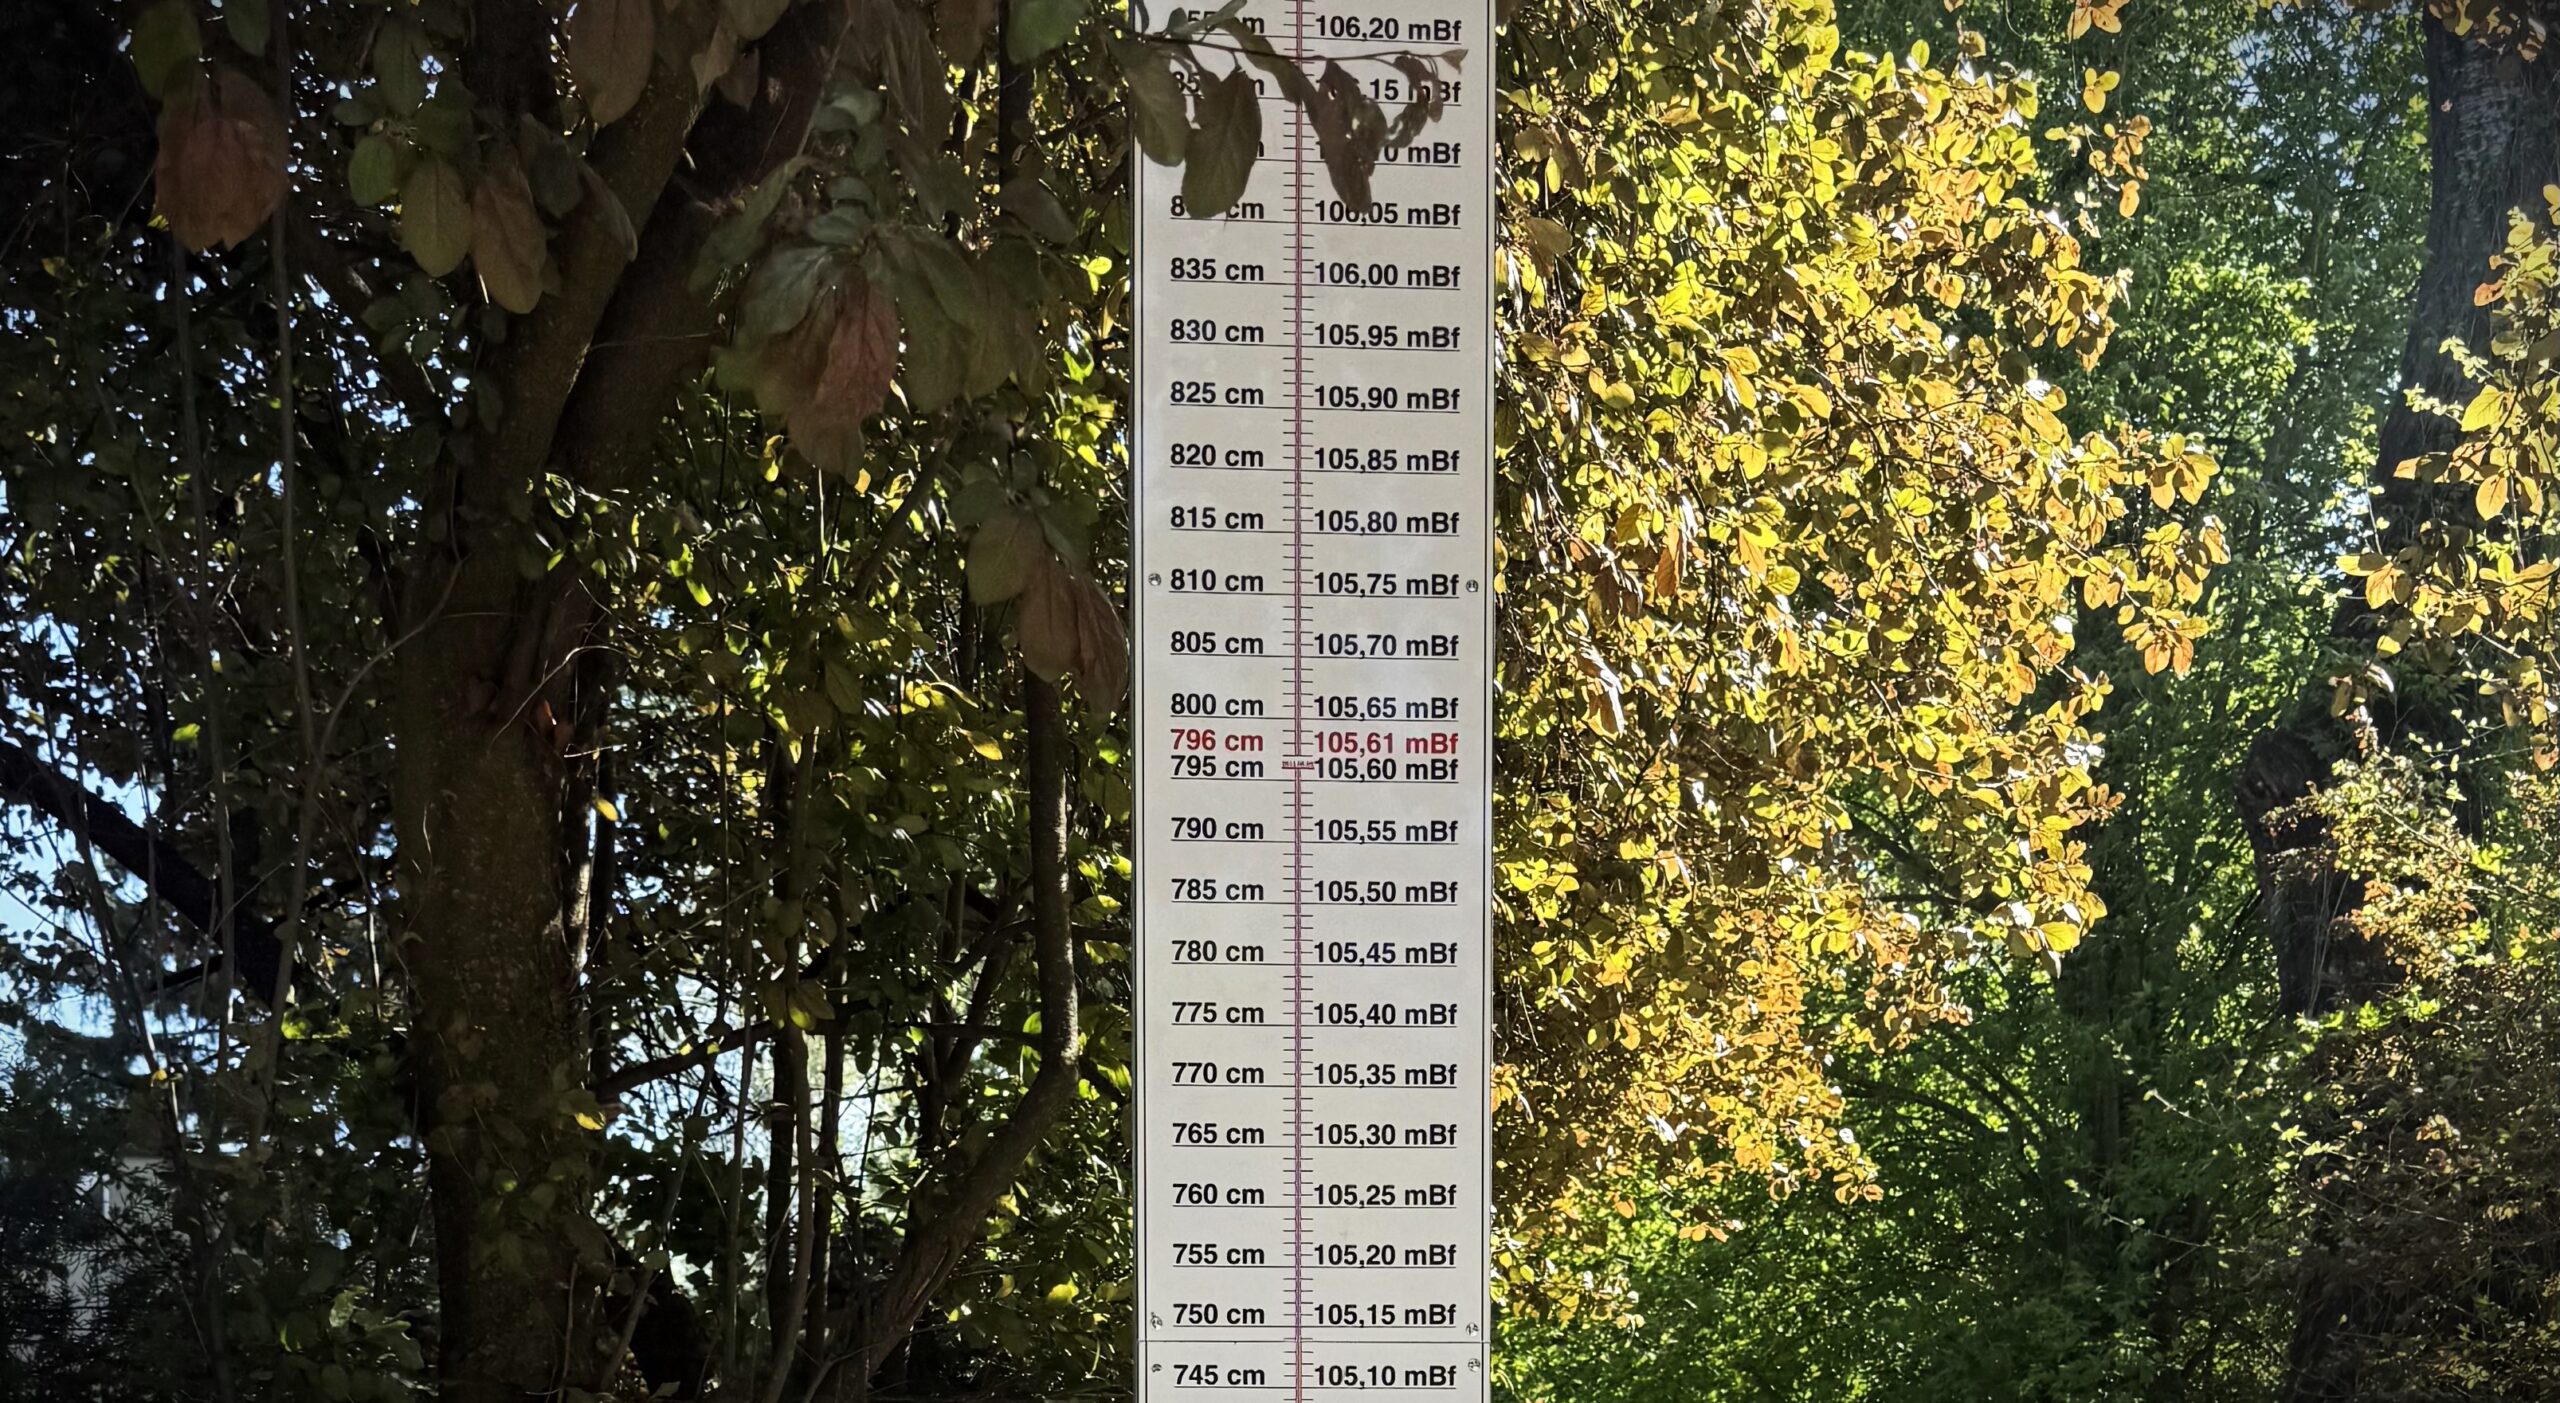 cm 106,20 mBf
mBf
mBf
cm 106,05 mBf
835 cm 106,00 mBf
830 cm 105,95 mBf
825 cm 105,90 mBf
820 cm 105,85 mBf
815 cm 105,80 mBf
810 cm 105,75 mBf
805 cm 105,70 mBf
800 cm 105,65 mBf
796 cm 105,61 mBf
795 cm 105,60 mBf
790 cm 105,55 mBf
785 cm 105,50 mBf
780 cm 105,45 mBf
775 cm 105,40 mBf
770 cm 105,35 mBf
765 cm 105,30 mBf
760 cm 105,25 mBf
755 cm 105,20 mBf
750 cm 105,15 mBf
745 cm 105,10 mBf